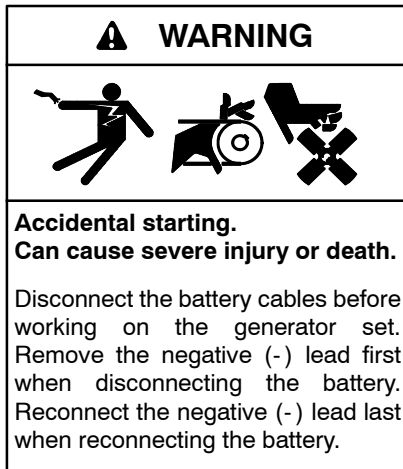 WARNING
Accidental starting.
Can cause severe injury or death.
Disconnect the battery cables before
working on the generator set.
Remove the negative (-) lead first
when disconnecting the battery.
Reconnect the negative (-) lead last
when reconnecting the battery.